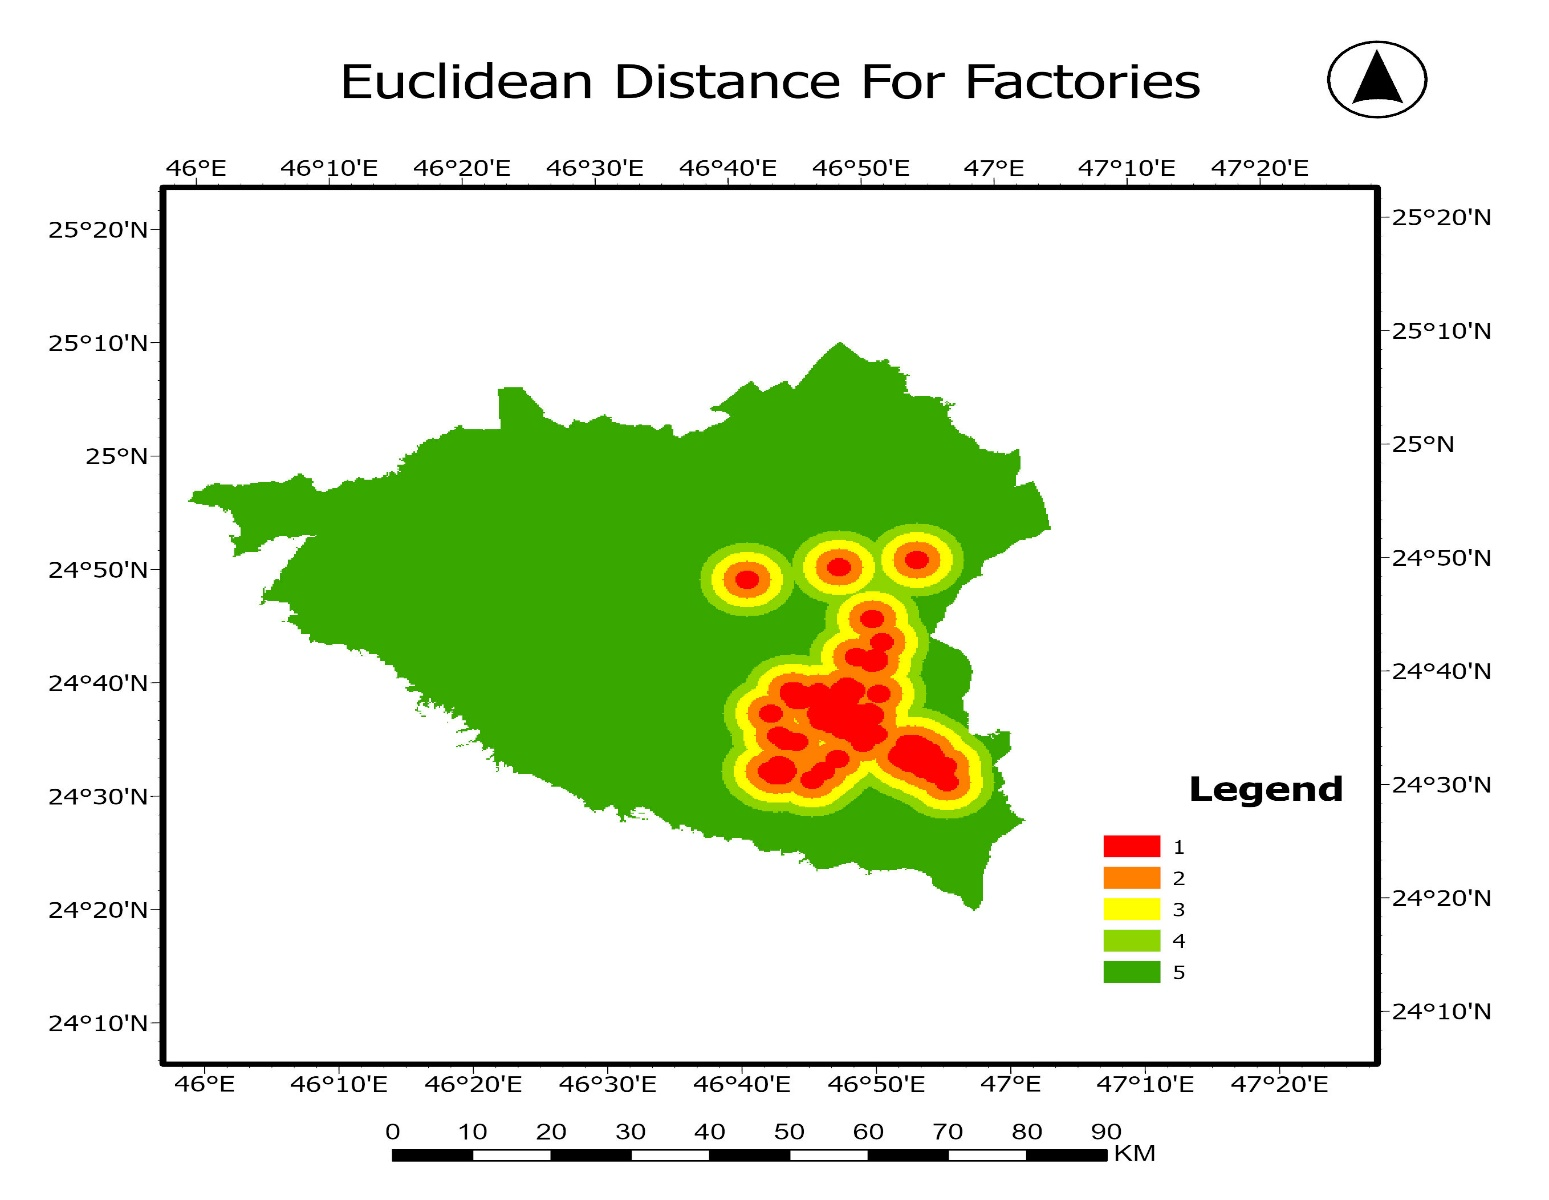 Euclidean Distance For Factories
46°E 46°10'E 46°20'E 46°30'E 46°40'E 46°50'E 47°E 47°10'E 47°20'E
25°20'N 25°20'N
25°10'N 25°10'N
25°N 25°N
24°50'N 24°50'N
24°40'N 24°40'N
24°30'N 24°30'N
Legend
1
2
3
4
5
24°20'N 24°20'N
24°10'N 24°10'N
46°E 46°10'E 46°20'E 46°30'E 46°40'E 46°50'E 47°E 47°10'E 47°20'E
0 10 20 30 40 50 60 70 80 90
KM